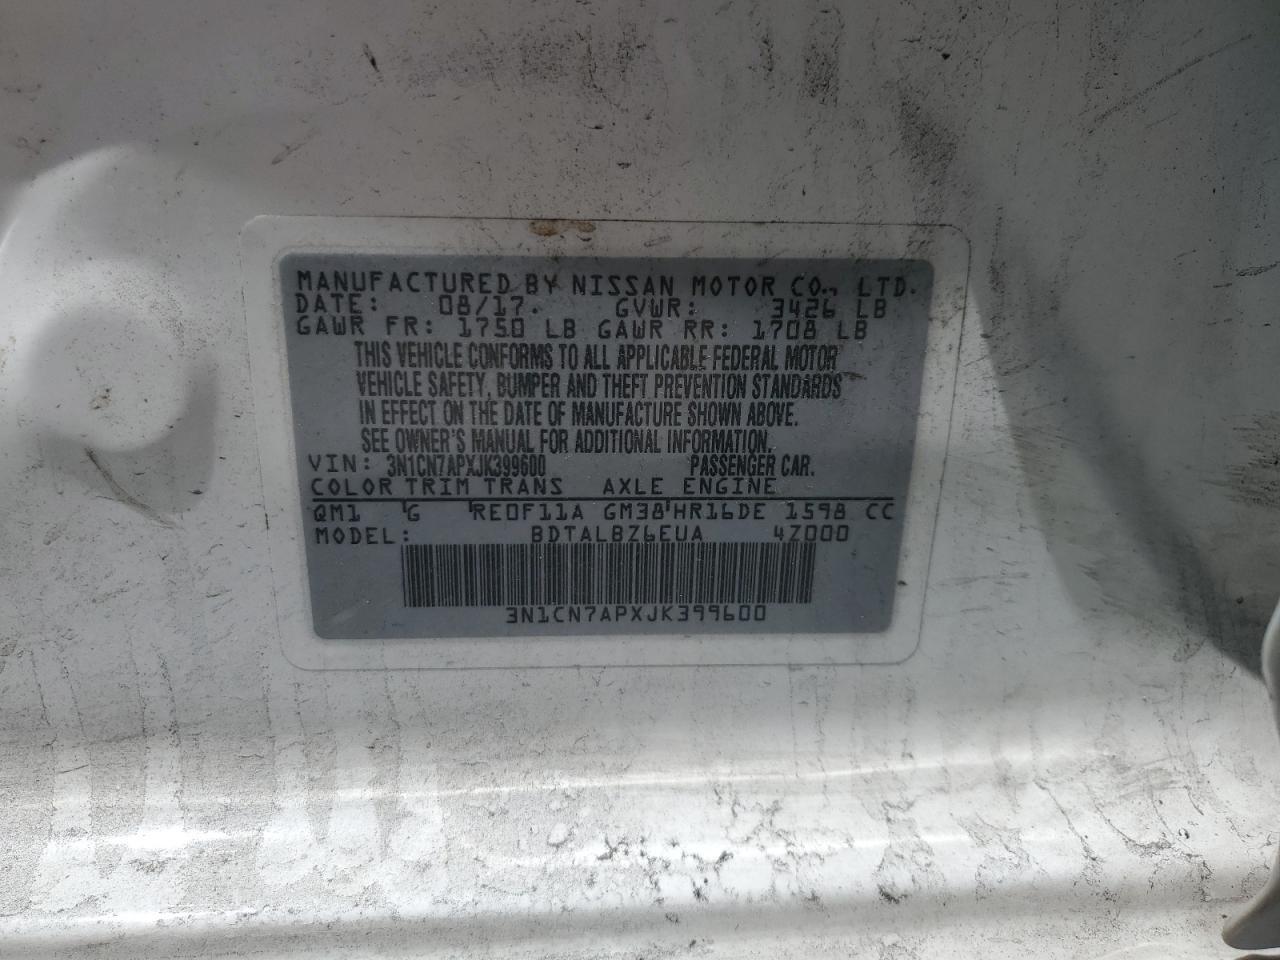 MANUFACTURED BY NISSAN MOTOR CO., LTD.
DATE: 08/17. GVWR: 3426 LB
GAWR FR: 1750 LB GAWR RR: 1708 LB
THIS VEHICLE CONFORMS TO ALL APPLICABLE FEDERAL MOTOR
VEHICLE SAFETY, BUMPER AND THEFT PREVENTION STANDARDS
IN EFFECT ON THE DATE OF MANUFACTURE SHOWN ABOVE.
SEE OWNER'S MANUAL FOR ADDITIONAL INFORMATION.
VIN: 3N1CN7APXJK399600 PASSENGER CAR.
COLOR TRIM TRANS AXLE ENGINE
QM1 G RE0F11A GM38 HR16DE 1598 CC
MODEL: BDTALBZ6EUA 4Z000
3N1CN7APXJK399600